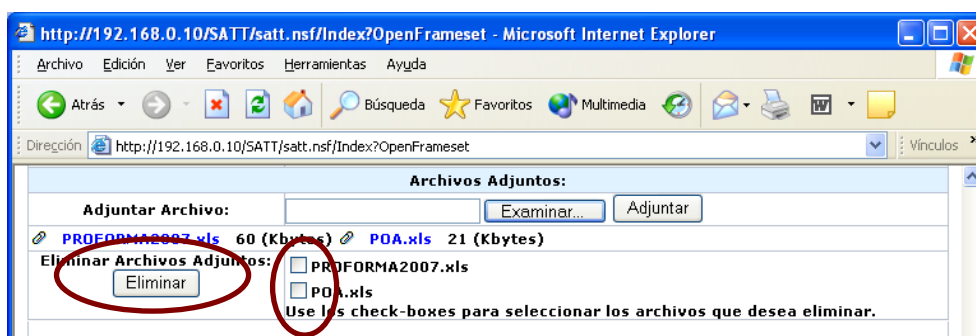 http://192.168.0.10/SATT/satt.nsf/Index?OpenFrameset - Microsoft Internet Explorer
Archivo Edición Ver Favoritos Herramientas Ayuda
Atrás Búsqueda Favoritos Multimedia
Dirección http://192.168.0.10/SATT/satt.nsf/Index?OpenFrameset Vínculos »
Archivos Adjuntos:
Adjuntar Archivo: Examinar... Adjuntar
PROFORMA2007.xls 60 (Kbytes) POA.xls 21 (Kbytes)
Eliminar Archivos Adjuntos: PROFORMA2007.xls
Eliminar POA.xls
Use los check-boxes para seleccionar los archivos que desea eliminar.